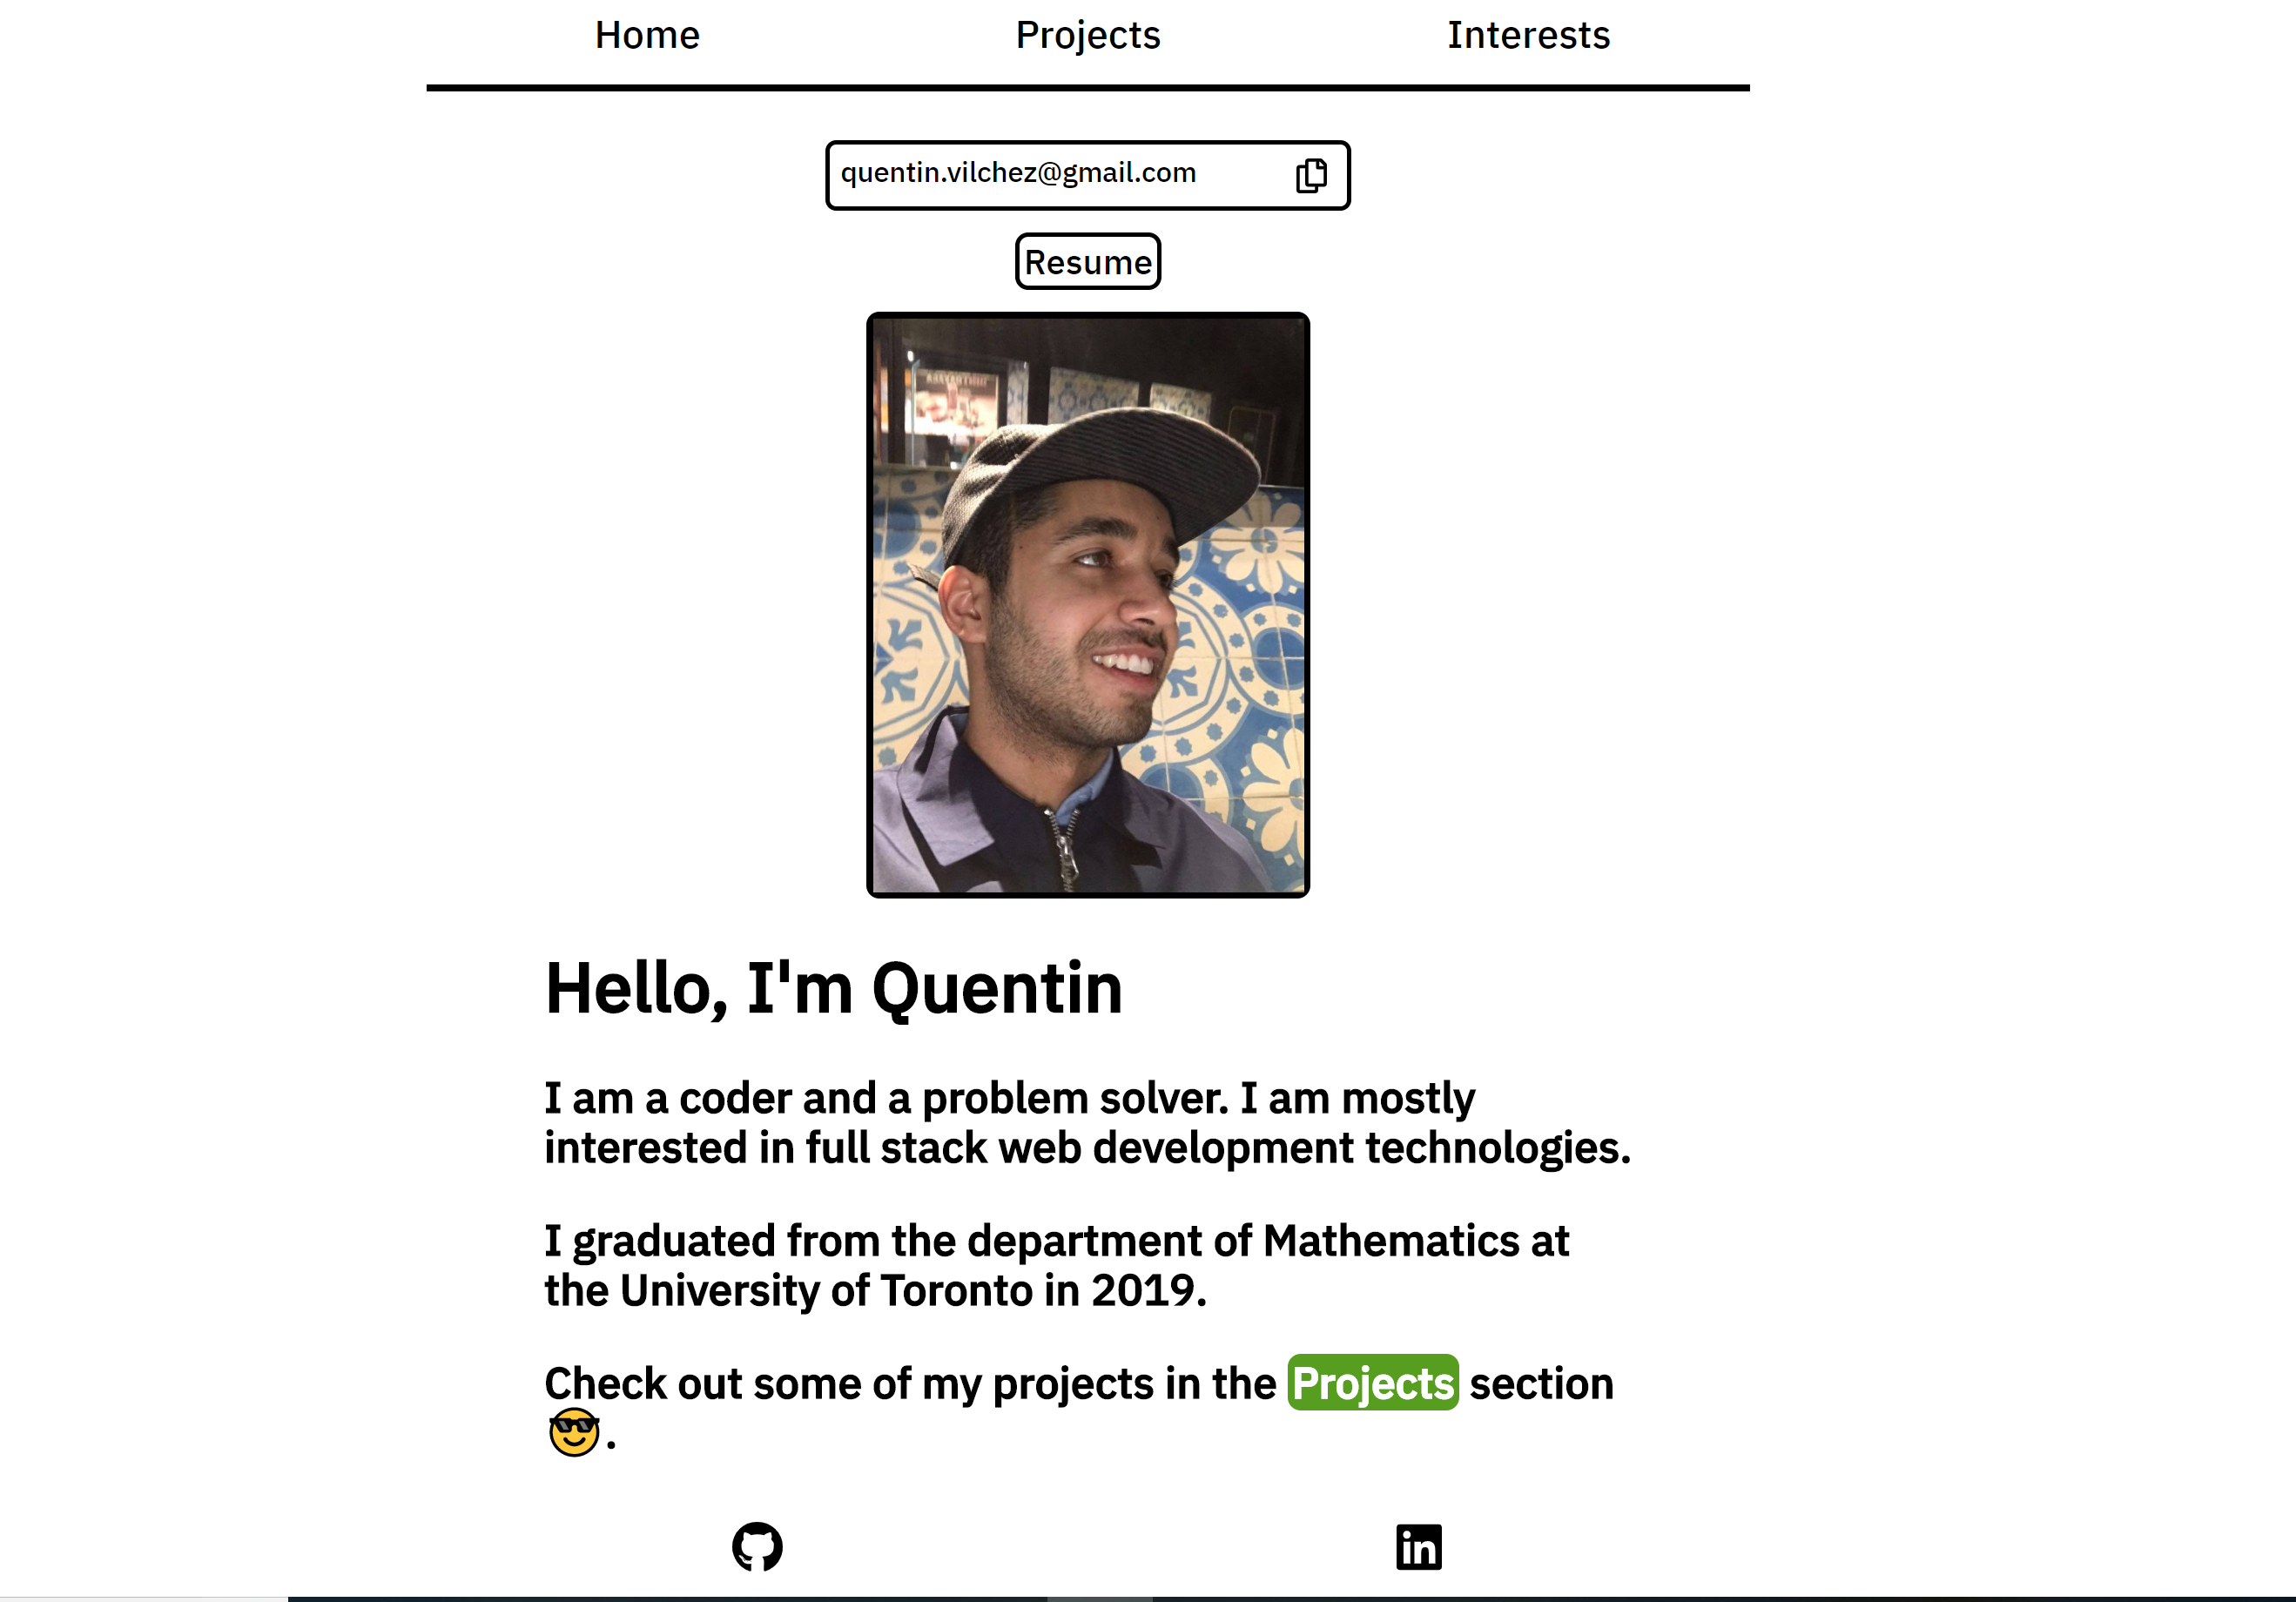 Home Projects Interests
quentin.vilchez@gmail.com
Resume
Hello, I'm Quentin
I am a coder and a problem solver. I am mostly
interested in full stack web development technologies.
I graduated from the department of Mathematics at
the University of Toronto in 2019.
Check out some of my projects in the Projects section
😎.
in